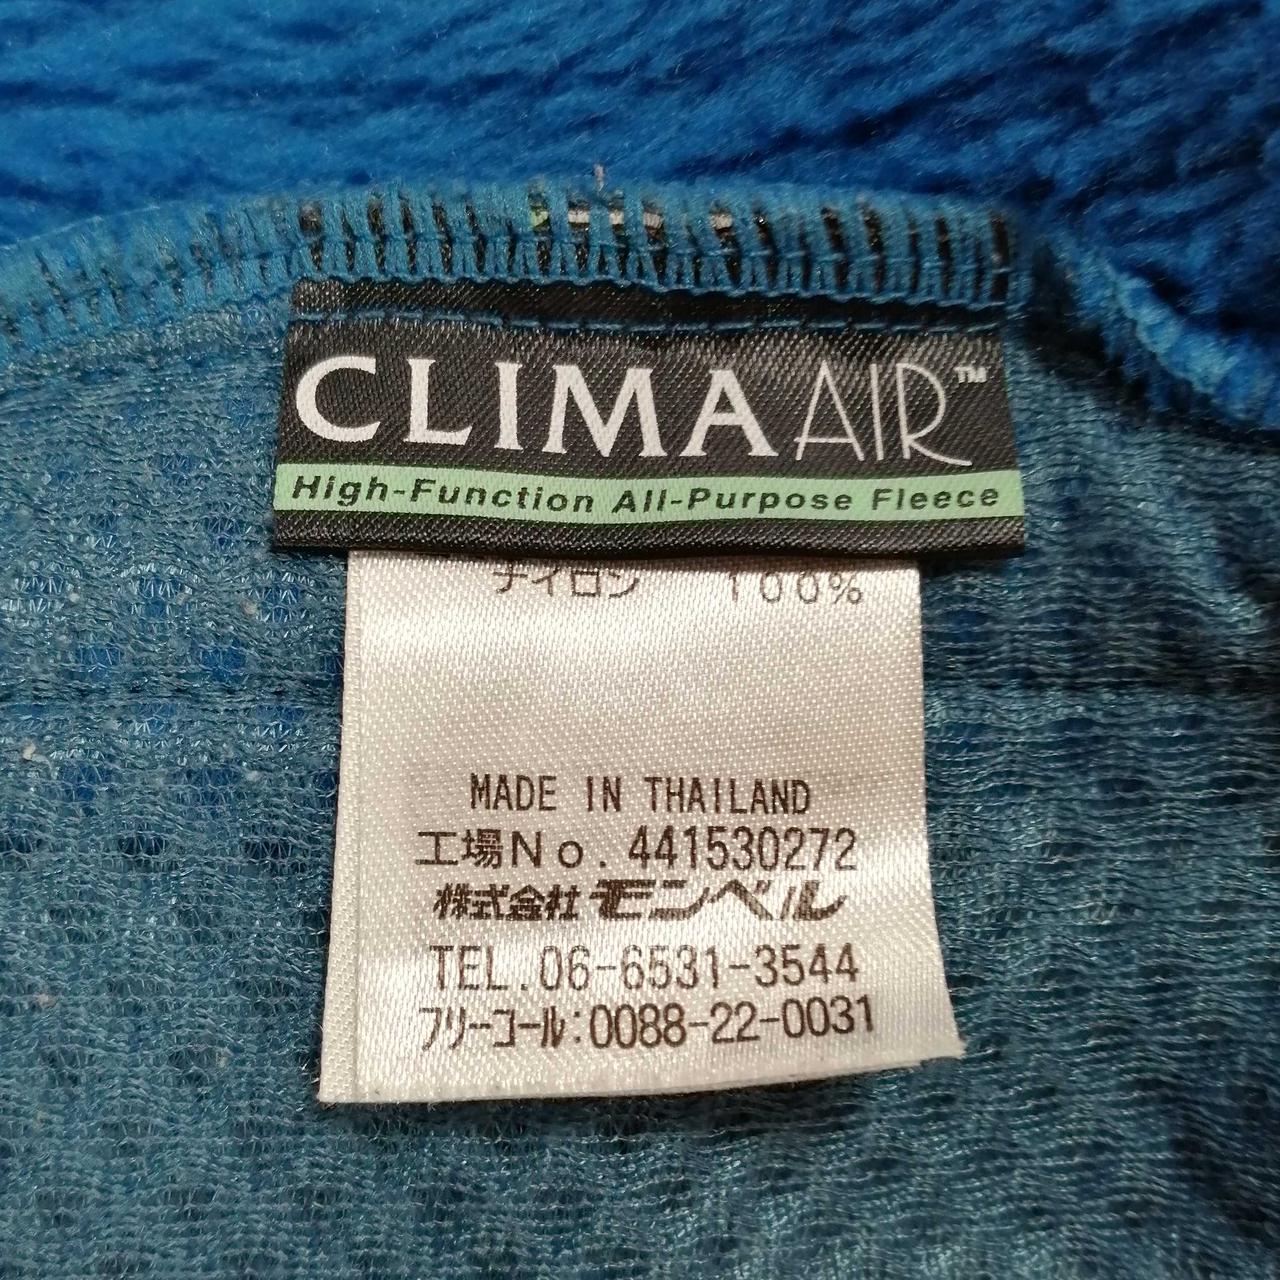 CLIMAAIR™
High-Function All-Purpose Fleece
ナイロン 100%
MADE IN THAILAND
工場No. 441530272
株式会社モンベル
TEL. 06-6531-3544
フリーコール:0088-22-0031